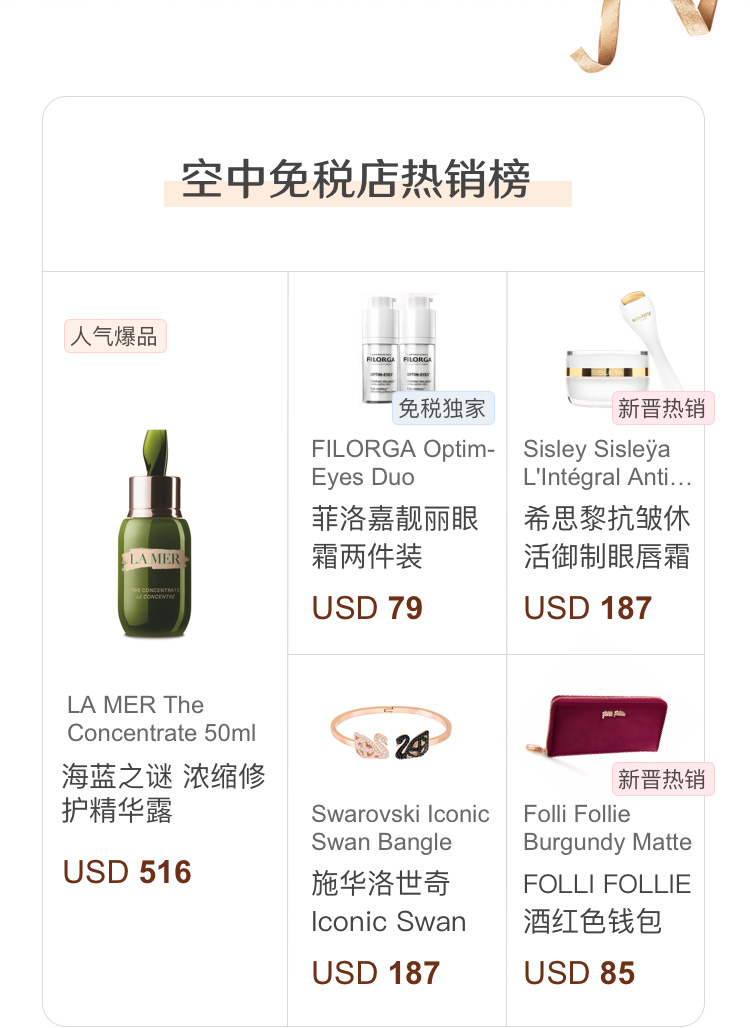 空中免税店热销榜
人气爆品
LA MER
THE CONCENTRATE
LE CONCENTRÉ
LA MER The
Concentrate 50ml
海蓝之谜 浓缩修
护精华露
USD 516
FILORGA
FILORGA
OPTIM-EYES
OPTIM-EYES
免税独家
FILORGA Optim-
Eyes Duo
菲洛嘉靓丽眼
霜两件装
USD 79
sisley
新晋热销
Sisley Sisleÿa
L'Intégral Anti…
希思黎抗皱休
活御制眼唇霜
USD 187
Swarovski Iconic
Swan Bangle
施华洛世奇
Iconic Swan
USD 187
新晋热销
Folli Follie
Burgundy Matte
FOLLI FOLLIE
酒红色钱包
USD 85